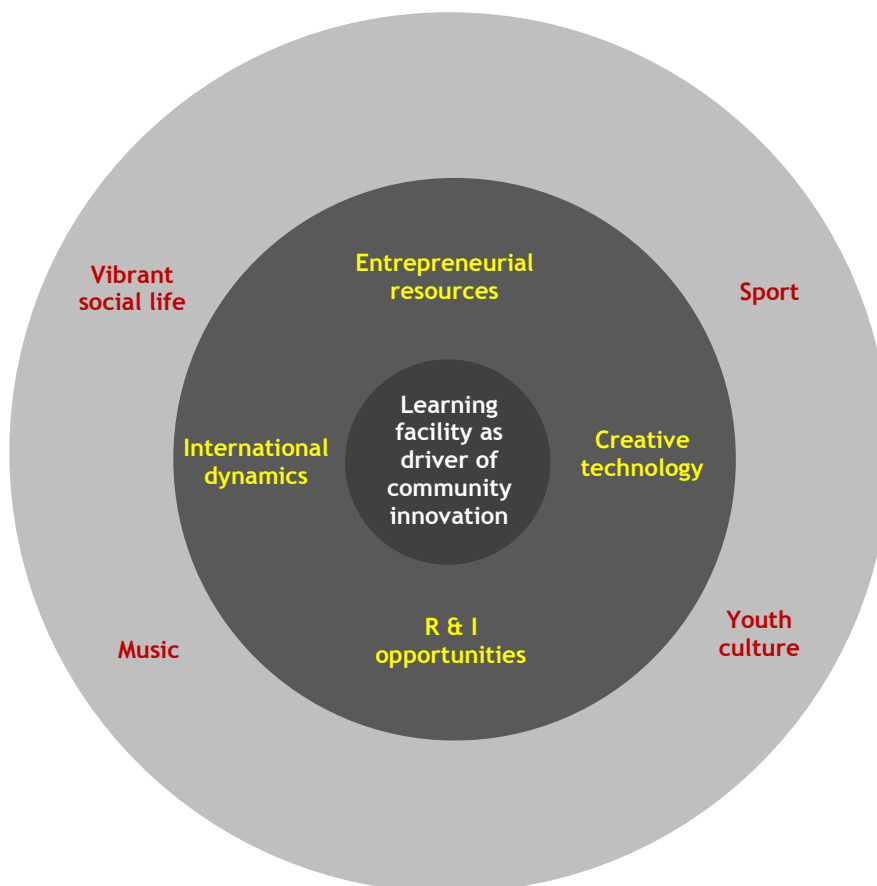 Entrepreneurial
resources
Vibrant
social life
Sport
Learning
facility as
driver of
community
innovation
International
dynamics
Creative
technology
R & I
opportunities
Music
Youth
culture